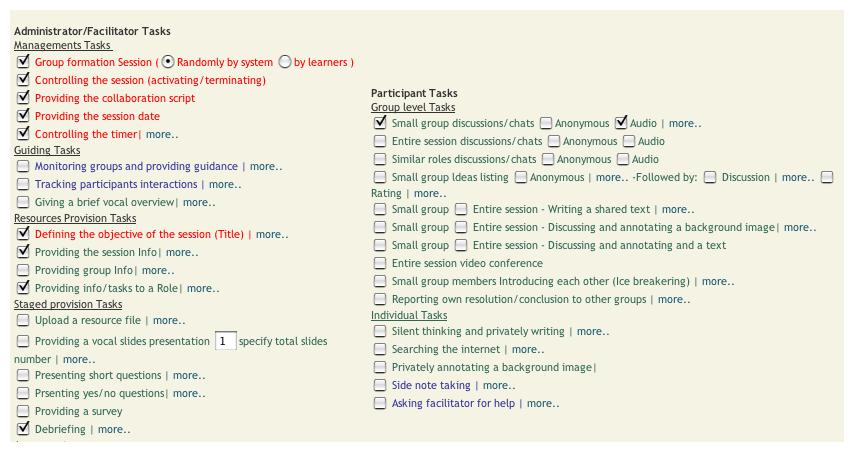 Administrator/Facilitator Tasks
Managements Tasks
Group formation Session ( Randomly by system by learners )
Controlling the session (activating/terminating)
Providing the collaboration script
Providing the session date
Controlling the timer| more..
Guiding Tasks
Monitoring groups and providing guidance | more..
Tracking participants interactions | more..
Giving a brief vocal overview| more..
Resources Provision Tasks
Defining the objective of the session (Title) | more..
Providing the session Info| more..
Providing group Info| more..
Providing info/tasks to a Role| more..
Staged provision Tasks
Upload a resource file | more..
Providing a vocal slides presentation 1 specify total slides
number | more..
Presenting short questions | more..
Prsenting yes/no questions| more..
Providing a survey
Debriefing | more..
Participant Tasks
Group level Tasks
Small group discussions/chats Anonymous Audio | more..
Entire session discussions/chats Anonymous Audio
Similar roles discussions/chats Anonymous Audio
Small group Ideas listing Anonymous | more.. -Followed by: Discussion | more..
Rating | more..
Small group Entire session - Writing a shared text | more..
Small group Entire session - Discussing and annotating a background image| more..
Small group Entire session - Discussing and annotating and a text
Entire session video conference
Small group members Introducing each other (Ice breakering) | more..
Reporting own resolution/conclusion to other groups | more..
Individual Tasks
Silent thinking and privately writing | more..
Searching the internet | more..
Privately annotating a background image|
Side note taking | more..
Asking facilitator for help | more..